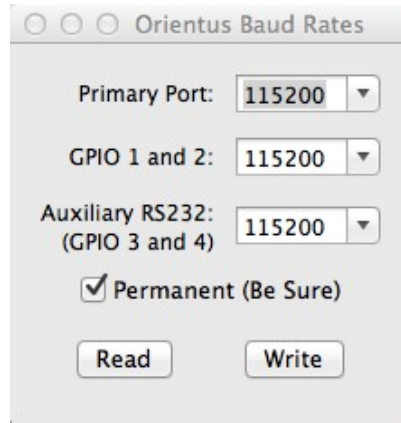 Orientus Baud Rates
Primary Port: 115200
GPIO 1 and 2: 115200
Auxiliary RS232:
(GPIO 3 and 4) 115200
Permanent (Be Sure)
Read Write